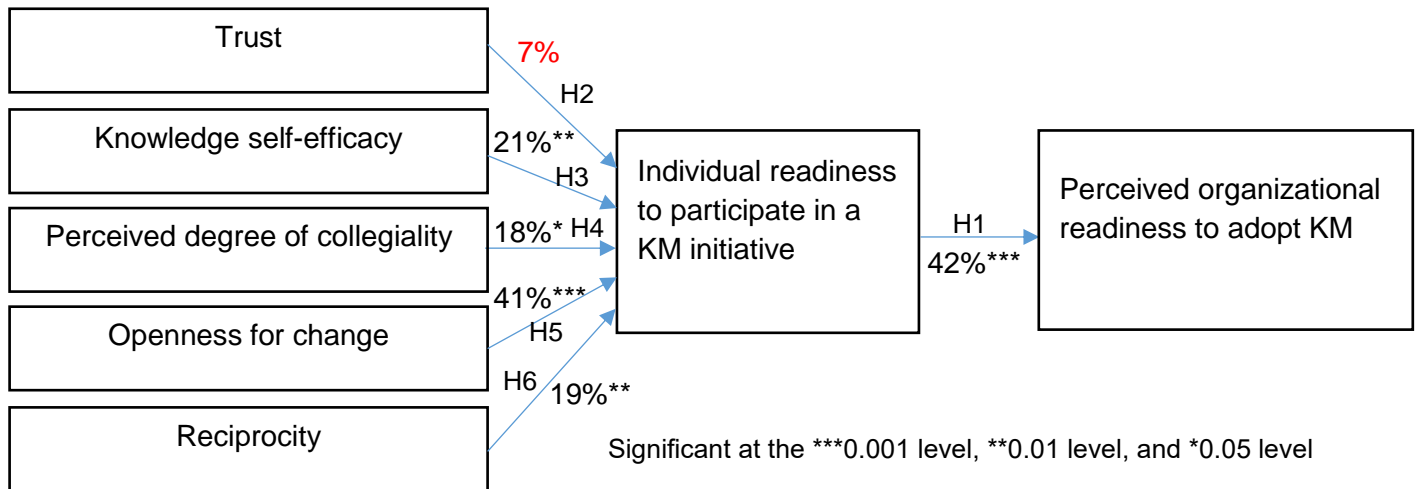 Trust
7%
H2
Knowledge self-efficacy
21%**
H3
Perceived degree of collegiality
18%* H4
41%***
Openness for change
H5
H6
19%**
Reciprocity
Individual readiness
to participate in a
KM initiative
H1
42%***
Perceived organizational
readiness to adopt KM
Significant at the ***0.001 level, **0.01 level, and *0.05 level